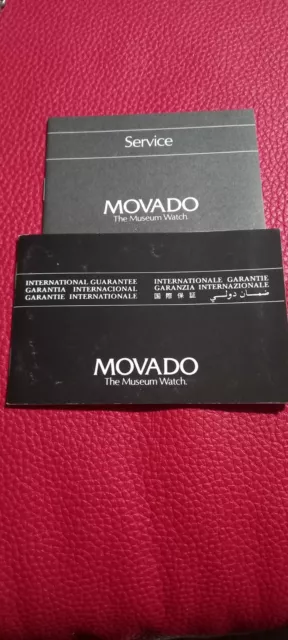 Service
MOVADO
The Museum Watch.
INTERNATIONAL GUARANTEE
GARANTIA INTERNACIONAL
GARANTIE INTERNATIONALE
INTERNATIONALE GARANTIE
GARANZIA INTERNAZIONALE
国際保証 ضمان دولي
MOVADO
The Museum Watch.